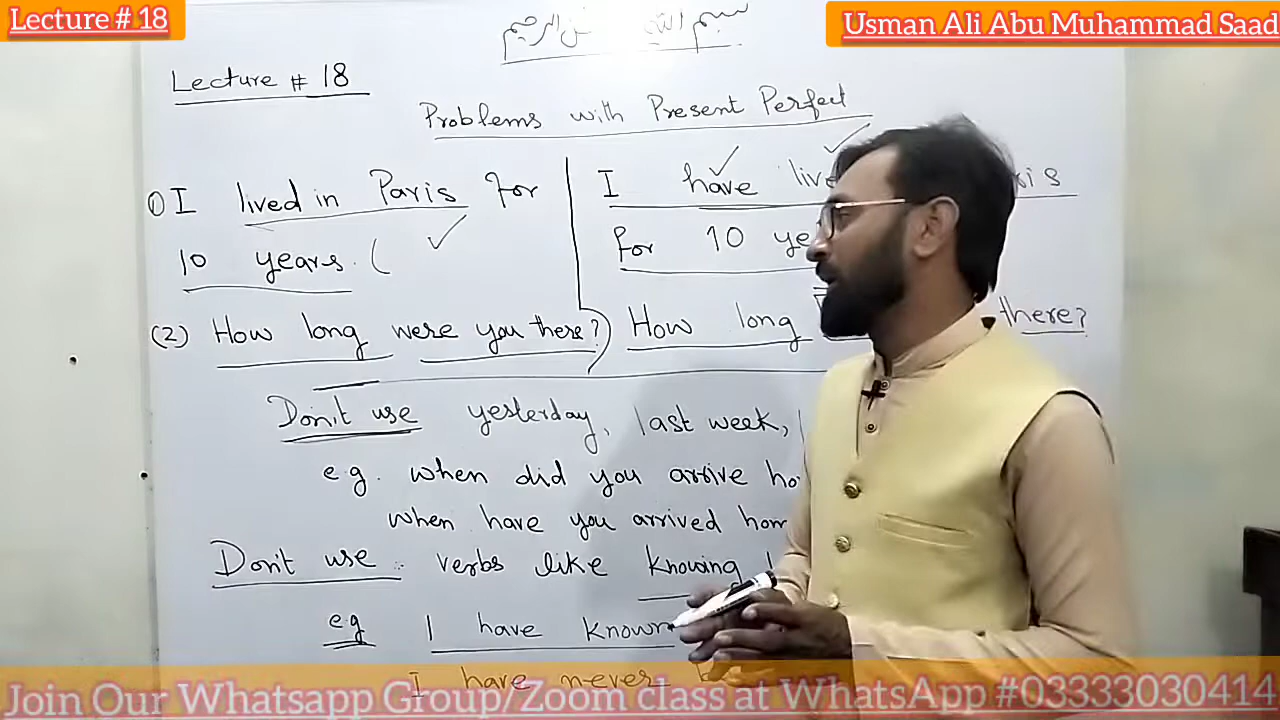 Lecture # 18
Usman Ali Abu Muhammad Saad
بسم اللہ الرحیم
Lecture # 18
Problems with Present Perfect
1) I lived in Paris for
10 years. (
I have
for 10
(2) How long were you there?
How long there?
Don't use yesterday, last week,
e.g. when did you arrive
when have you arrived
Don't use verbs like knowing
e.g I have known
I have never
Join Our Whatsapp Group/Zoom class at WhatsApp #03333030414